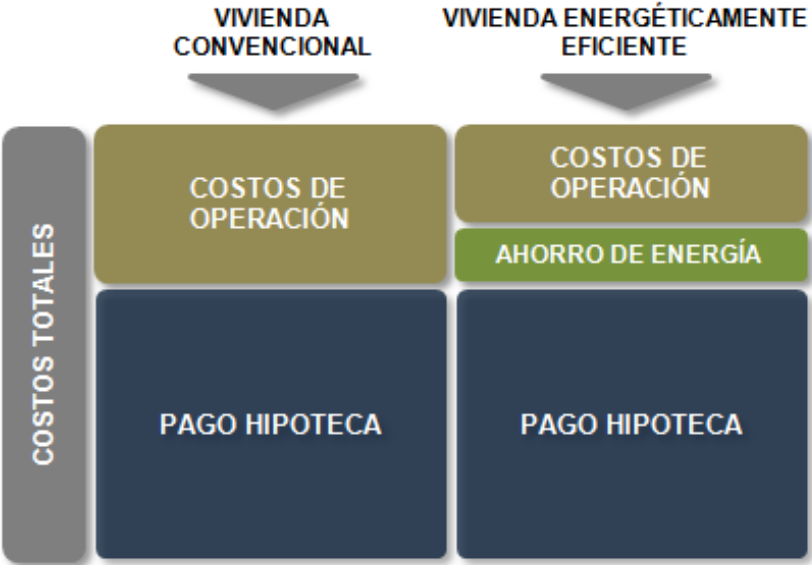 VIVIENDA
CONVENCIONAL
VIVIENDA ENERGÉTICAMENTE
EFICIENTE
COSTOS TOTALES
COSTOS DE
OPERACIÓN
COSTOS DE
OPERACIÓN
AHORRO DE ENERGÍA
PAGO HIPOTECA
PAGO HIPOTECA